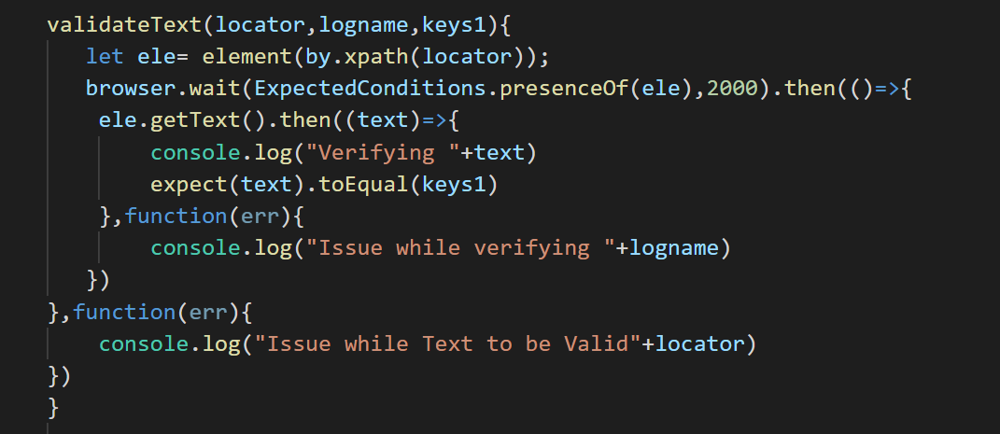 validateText(locator,logname,keys1){
let ele= element(by.xpath(locator));
browser.wait(ExpectedConditions.presenceOf(ele),2000).then(()=>{
ele.getText().then((text)=>{
console.log("Verifying "+text)
expect(text).toEqual(keys1)
},function(err){
console.log("Issue while verifying "+logname)
})
},function(err){
console.log("Issue while Text to be Valid"+locator)
})
}